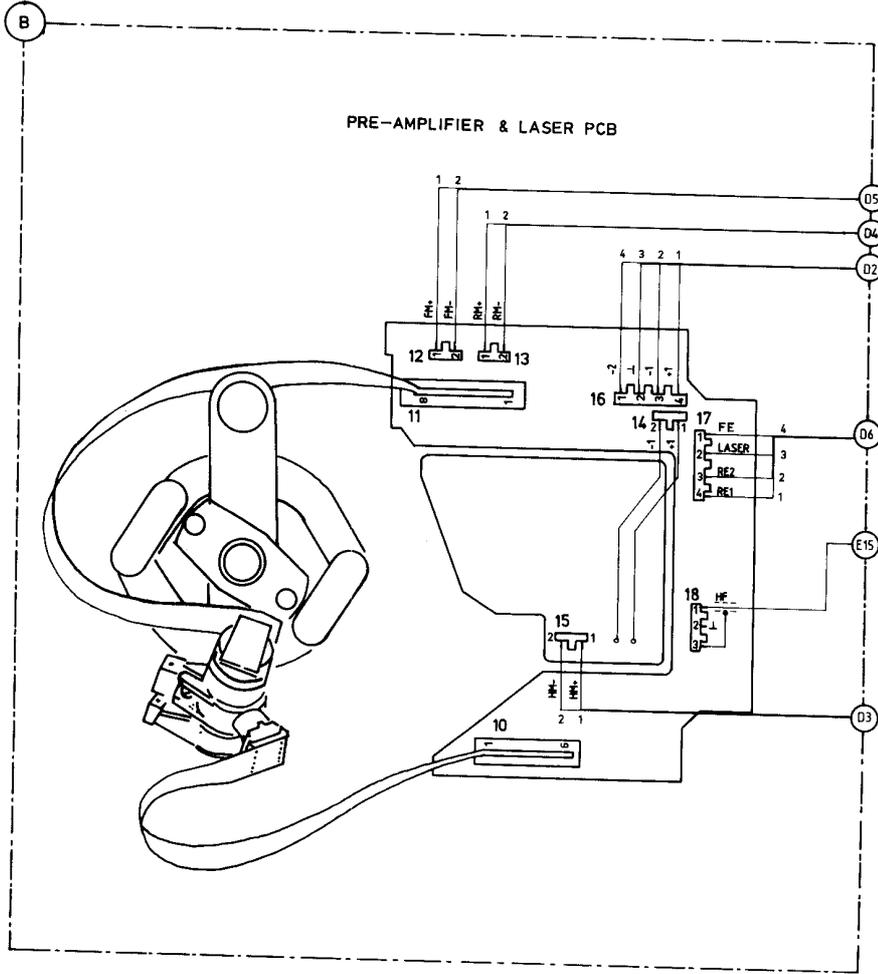 B
PRE-AMPLIFIER & LASER PCB
1 2
D5
1 2
D4
4 3 2 1
D2
FM+ FM- RM+ RM-
12 1 2 1 2 13
-2 ⊥ -1 +1
16 1 2 3 4
8 1
11
14 2 1 17
-1 +1
1 FE 4
D6
2 LASER 3
3 RE2 2
4 RE1 1
E15
18 HF
1
2 ⊥
3
15
2 1
HM- HM+
2 1
D3
10
1 6